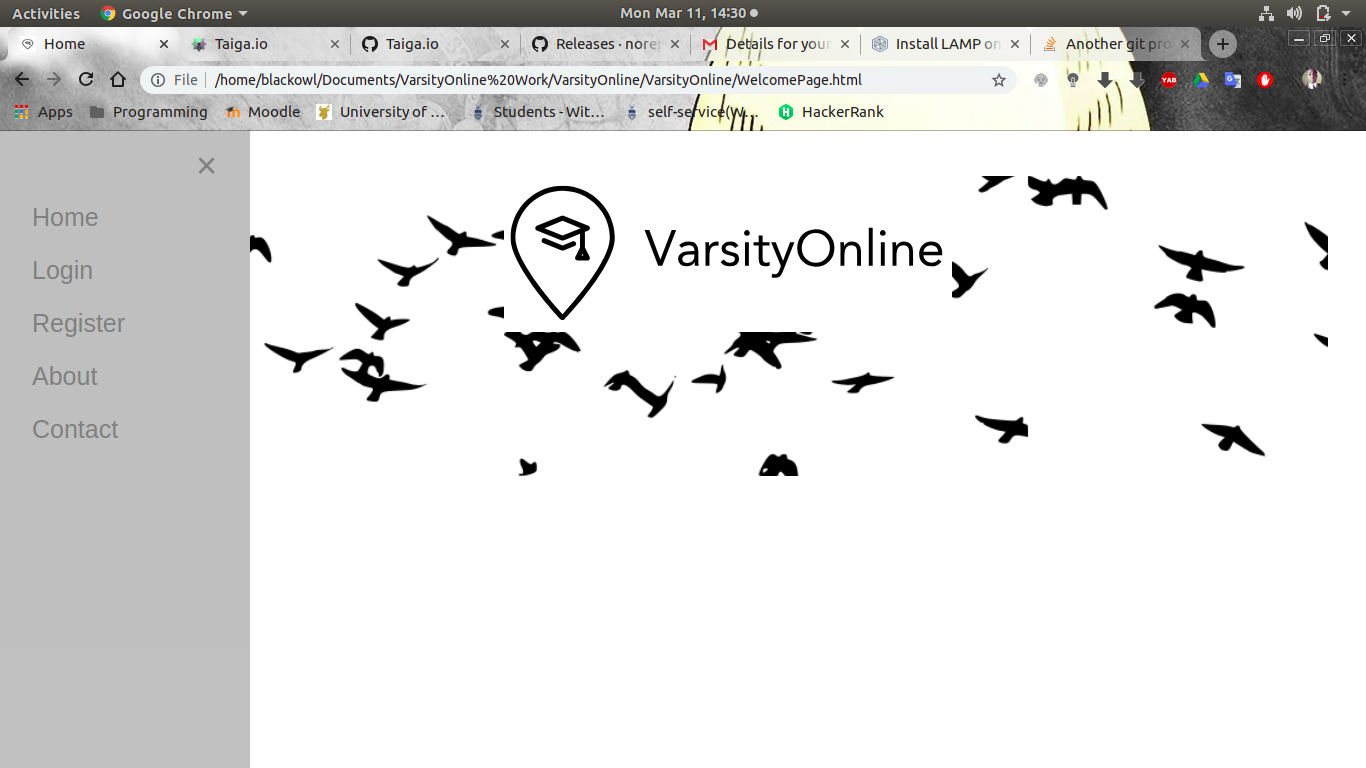 Activities Google Chrome Mon Mar 11, 14:30
Home Taiga.io Taiga.io Releases · norep Details for your Install LAMP on Another git pro
File /home/blackowl/Documents/VarsityOnline%20Work/VarsityOnline/VarsityOnline/WelcomePage.html YAB
Apps Programming Moodle University of … Students - Wit… self-service(W… HackerRank
Home
Login
Register
About
Contact
VarsityOnline